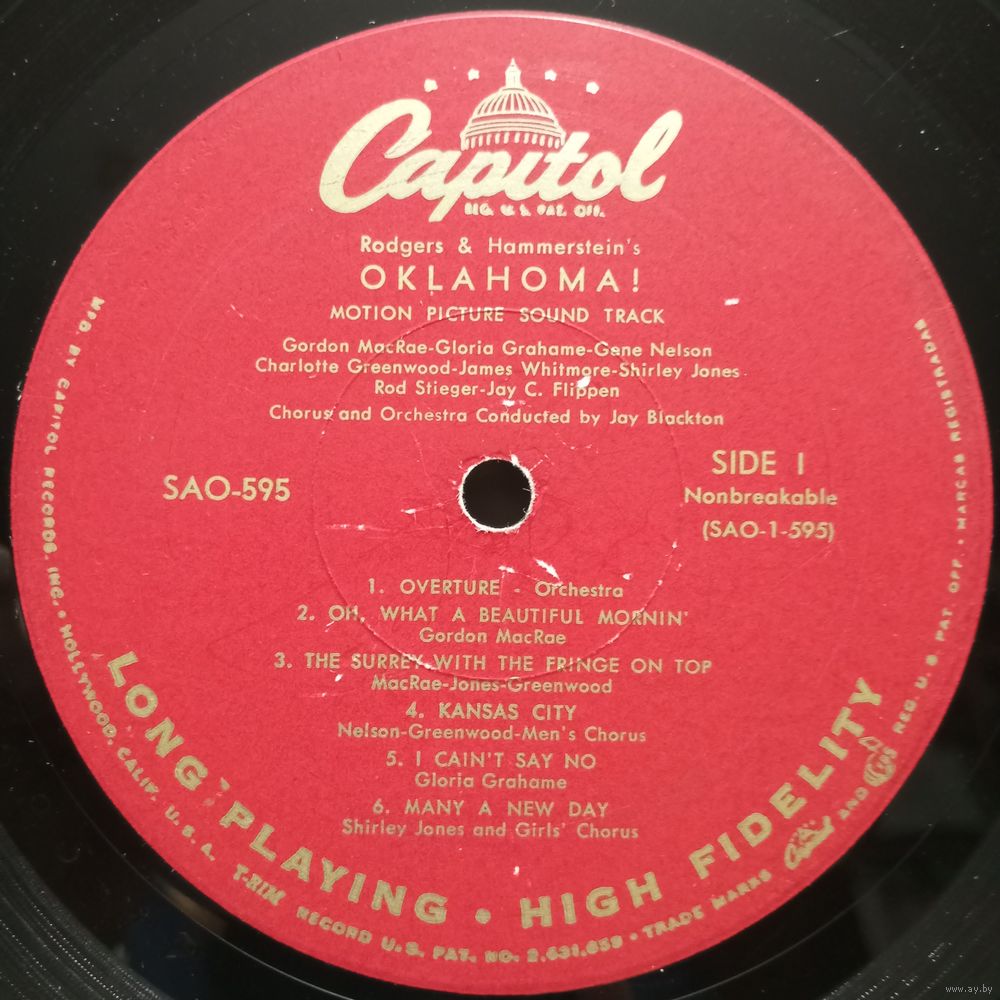 Capitol
REG. U.S. PAT. OFF.
Rodgers & Hammerstein's
OKLAHOMA!
MOTION PICTURE SOUND TRACK
Gordon MacRae-Gloria Grahame-Gene Nelson
Charlotte Greenwood-James Whitmore-Shirley Jones
Rod Stieger-Jay C. Flippen
Chorus and Orchestra Conducted by Jay Blackton
SAO-595
SIDE 1
Nonbreakable
(SAO-1-595)
1. OVERTURE - Orchestra
2. OH, WHAT A BEAUTIFUL MORNIN'
Gordon MacRae
3. THE SURREY WITH THE FRINGE ON TOP
MacRae-Jones-Greenwood
4. KANSAS CITY
Nelson-Greenwood-Men's Chorus
5. I CAIN'T SAY NO
Gloria Grahame
6. MANY A NEW DAY
Shirley Jones and Girls' Chorus
LONG PLAYING • HIGH FIDELITY
MFD. BY CAPITOL RECORDS, INC. • HOLLYWOOD, CALIF. U.S.A. T-RIM RECORD U.S. PAT. NO. 2,631,859 • TRADE MARKS Capitol AND REG. U.S. PAT. OFF. • MARCAS REGISTRADAS
www.ay.by